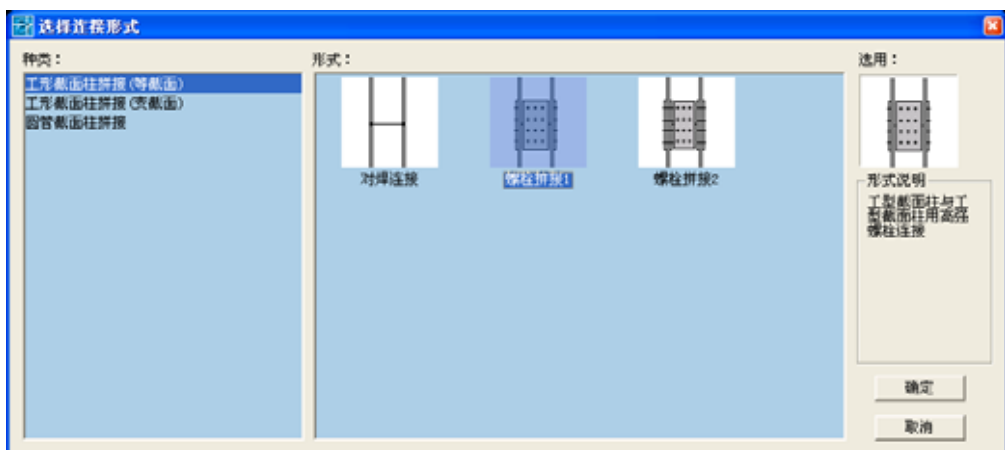 选择连接形式
种类：
形式：
选用：
工形截面柱拼接(等截面)
工形截面柱拼接(变截面)
圆管截面柱拼接
对焊连接
螺栓拼接1
螺栓拼接2
形式说明
工型截面柱与工
型截面柱用高强
螺栓连接
确定
取消